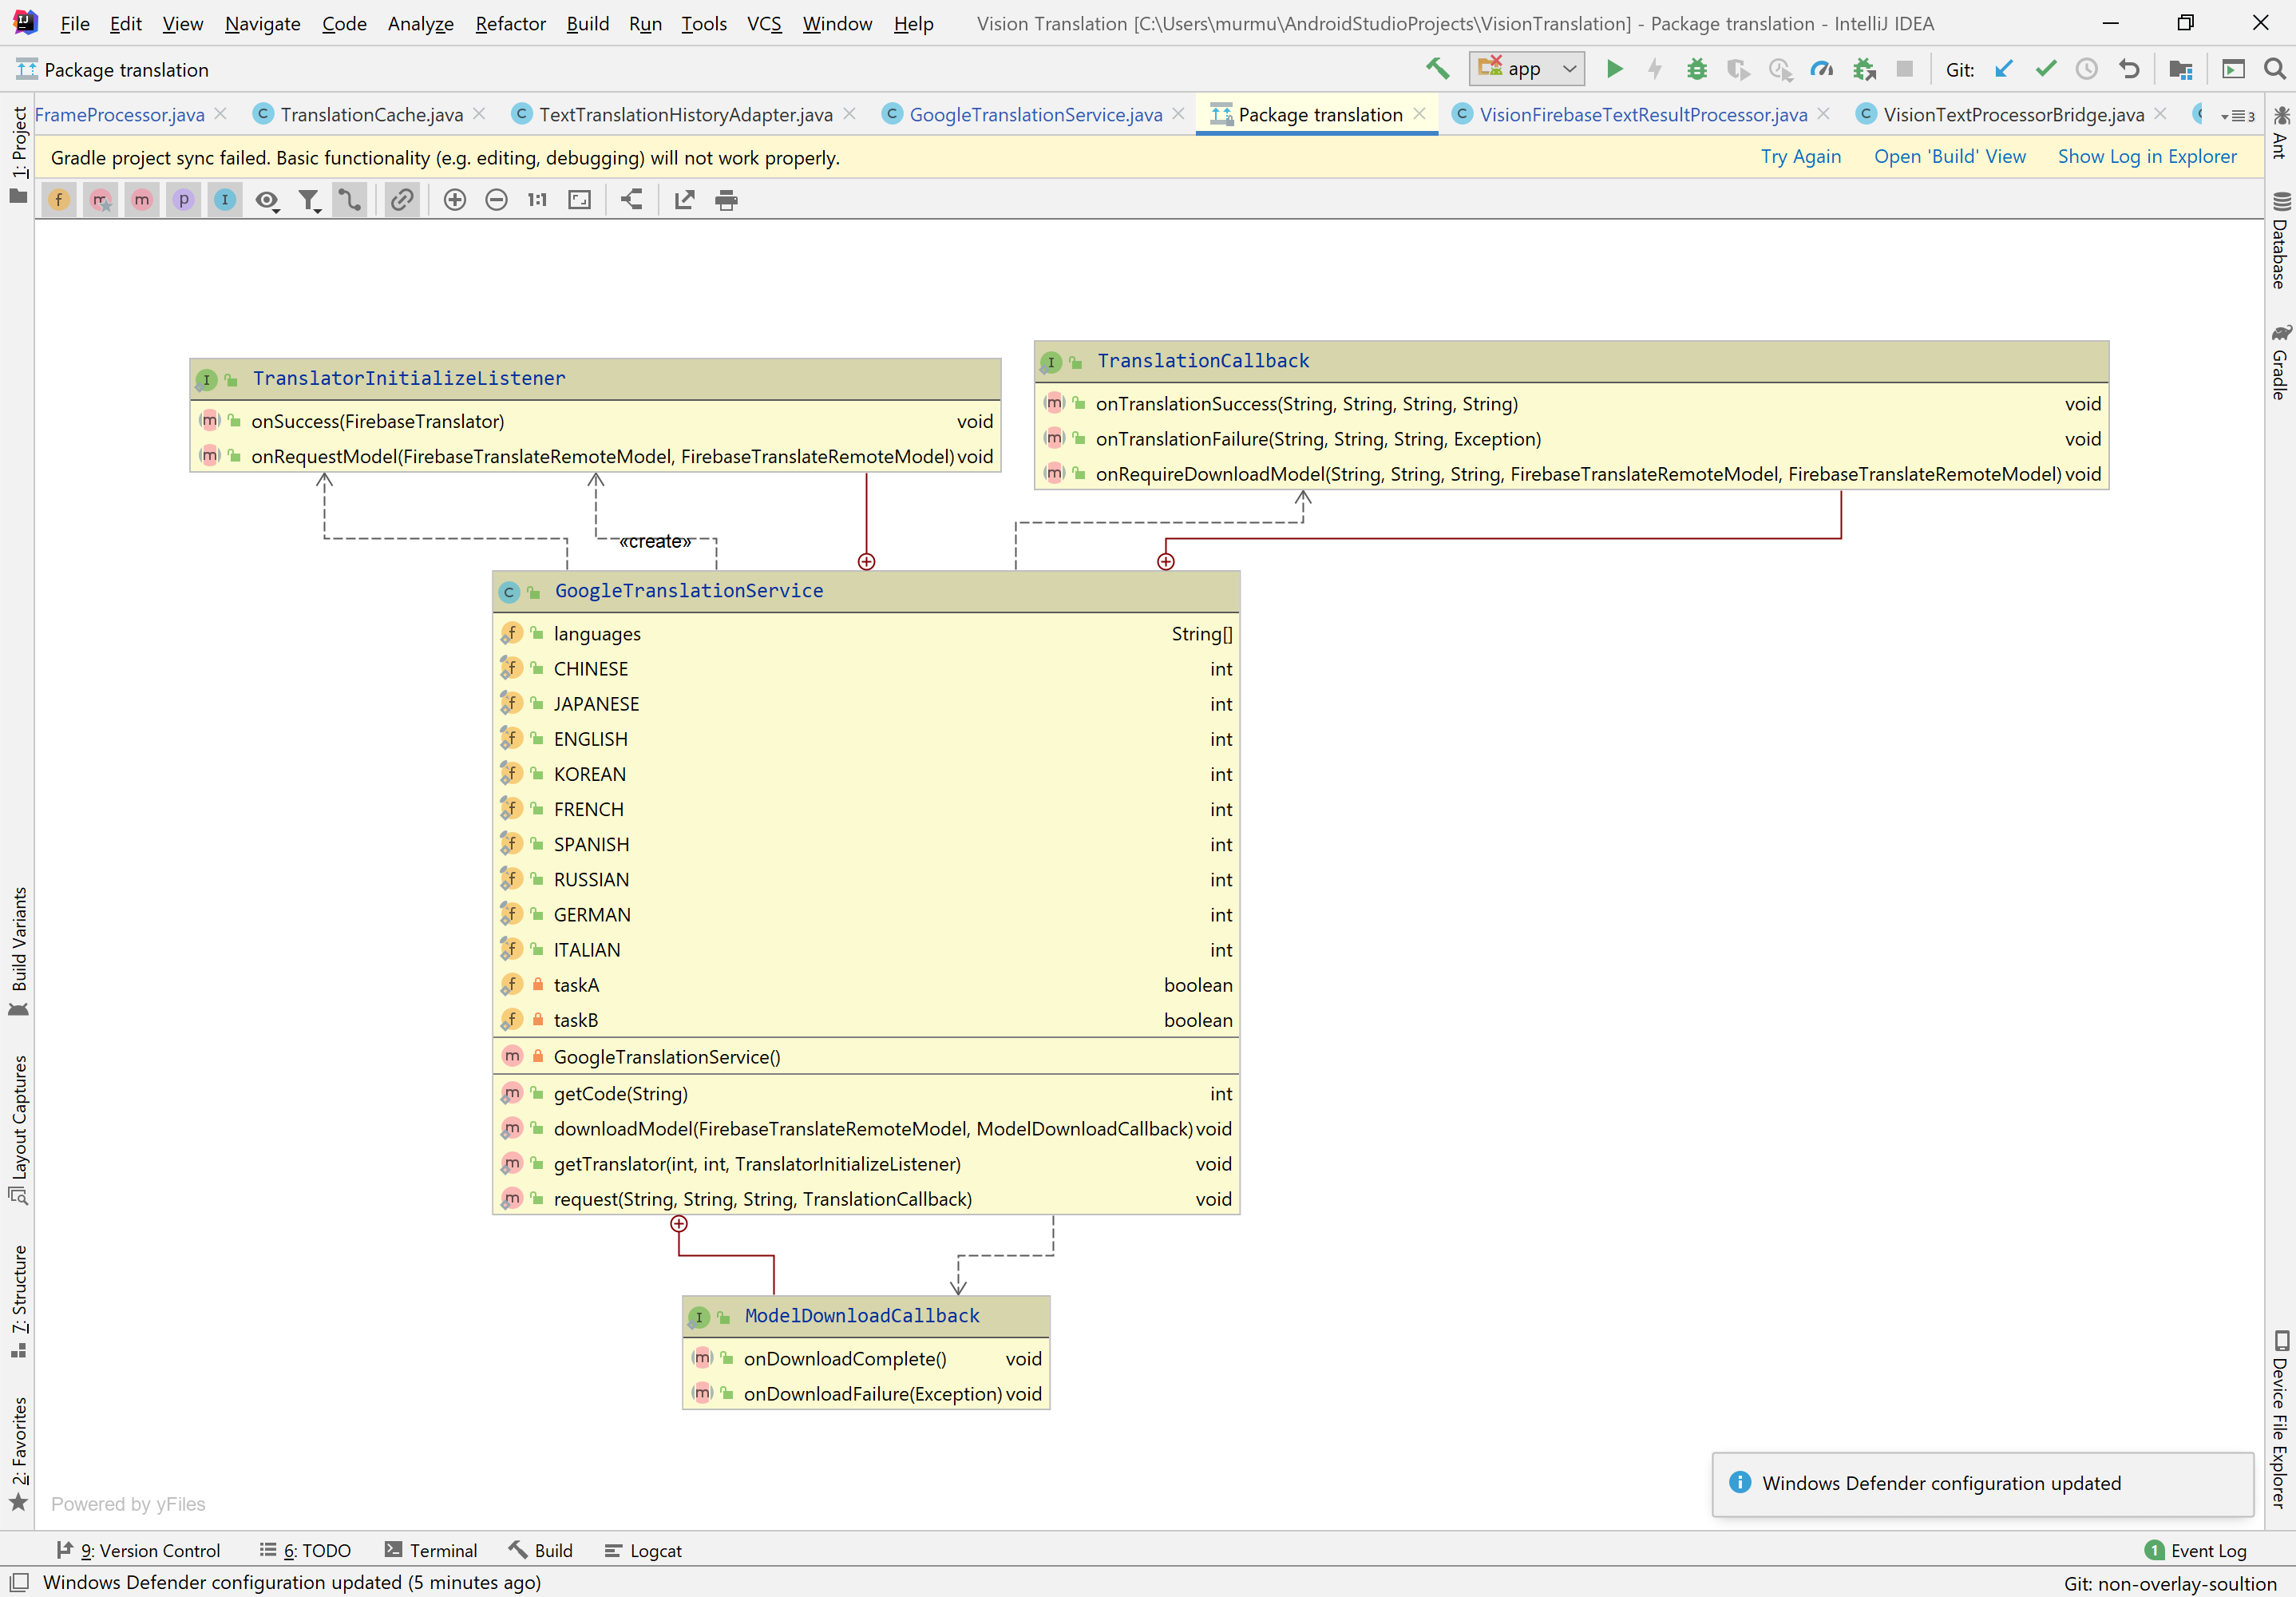 File Edit View Navigate Code Analyze Refactor Build Run Tools VCS Window Help Vision Translation [C:\Users\murmu\AndroidStudioProjects\VisionTranslation] - Package translation - IntelliJ IDEA
Package translation app Git:
FrameProcessor.java TranslationCache.java TextTranslationHistoryAdapter.java GoogleTranslationService.java Package translation VisionFirebaseTextResultProcessor.java VisionTextProcessorBridge.java 3
Gradle project sync failed. Basic functionality (e.g. editing, debugging) will not work properly. Try Again Open 'Build' View Show Log in Explorer
f m m p I 1:1
1: Project
Build Variants
Layout Captures
7: Structure
2: Favorites
TranslatorInitializeListener
onSuccess(FirebaseTranslator) void
onRequestModel(FirebaseTranslateRemoteModel, FirebaseTranslateRemoteModel) void
TranslationCallback
onTranslationSuccess(String, String, String, String) void
onTranslationFailure(String, String, String, Exception) void
onRequireDownloadModel(String, String, String, FirebaseTranslateRemoteModel, FirebaseTranslateRemoteModel) void
«create»
GoogleTranslationService
languages String[]
CHINESE int
JAPANESE int
ENGLISH int
KOREAN int
FRENCH int
SPANISH int
RUSSIAN int
GERMAN int
ITALIAN int
taskA boolean
taskB boolean
GoogleTranslationService()
getCode(String) int
downloadModel(FirebaseTranslateRemoteModel, ModelDownloadCallback) void
getTranslator(int, int, TranslatorInitializeListener) void
request(String, String, String, TranslationCallback) void
ModelDownloadCallback
onDownloadComplete() void
onDownloadFailure(Exception) void
Powered by yFiles
Ant
Database
Gradle
Device File Explorer
Windows Defender configuration updated
9: Version Control 6: TODO Terminal Build Logcat 1 Event Log
Windows Defender configuration updated (5 minutes ago) Git: non-overlay-soultion